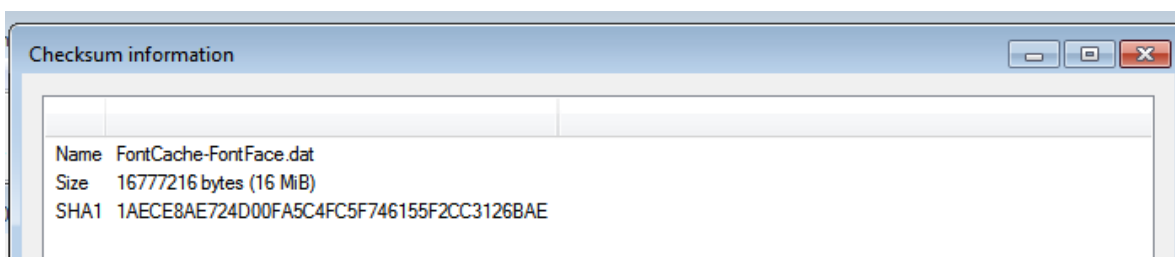 Checksum information
Name FontCache-FontFace.dat
Size 16777216 bytes (16 MiB)
SHA1 1AECE8AE724D00FA5C4FC5F746155F2CC3126BAE